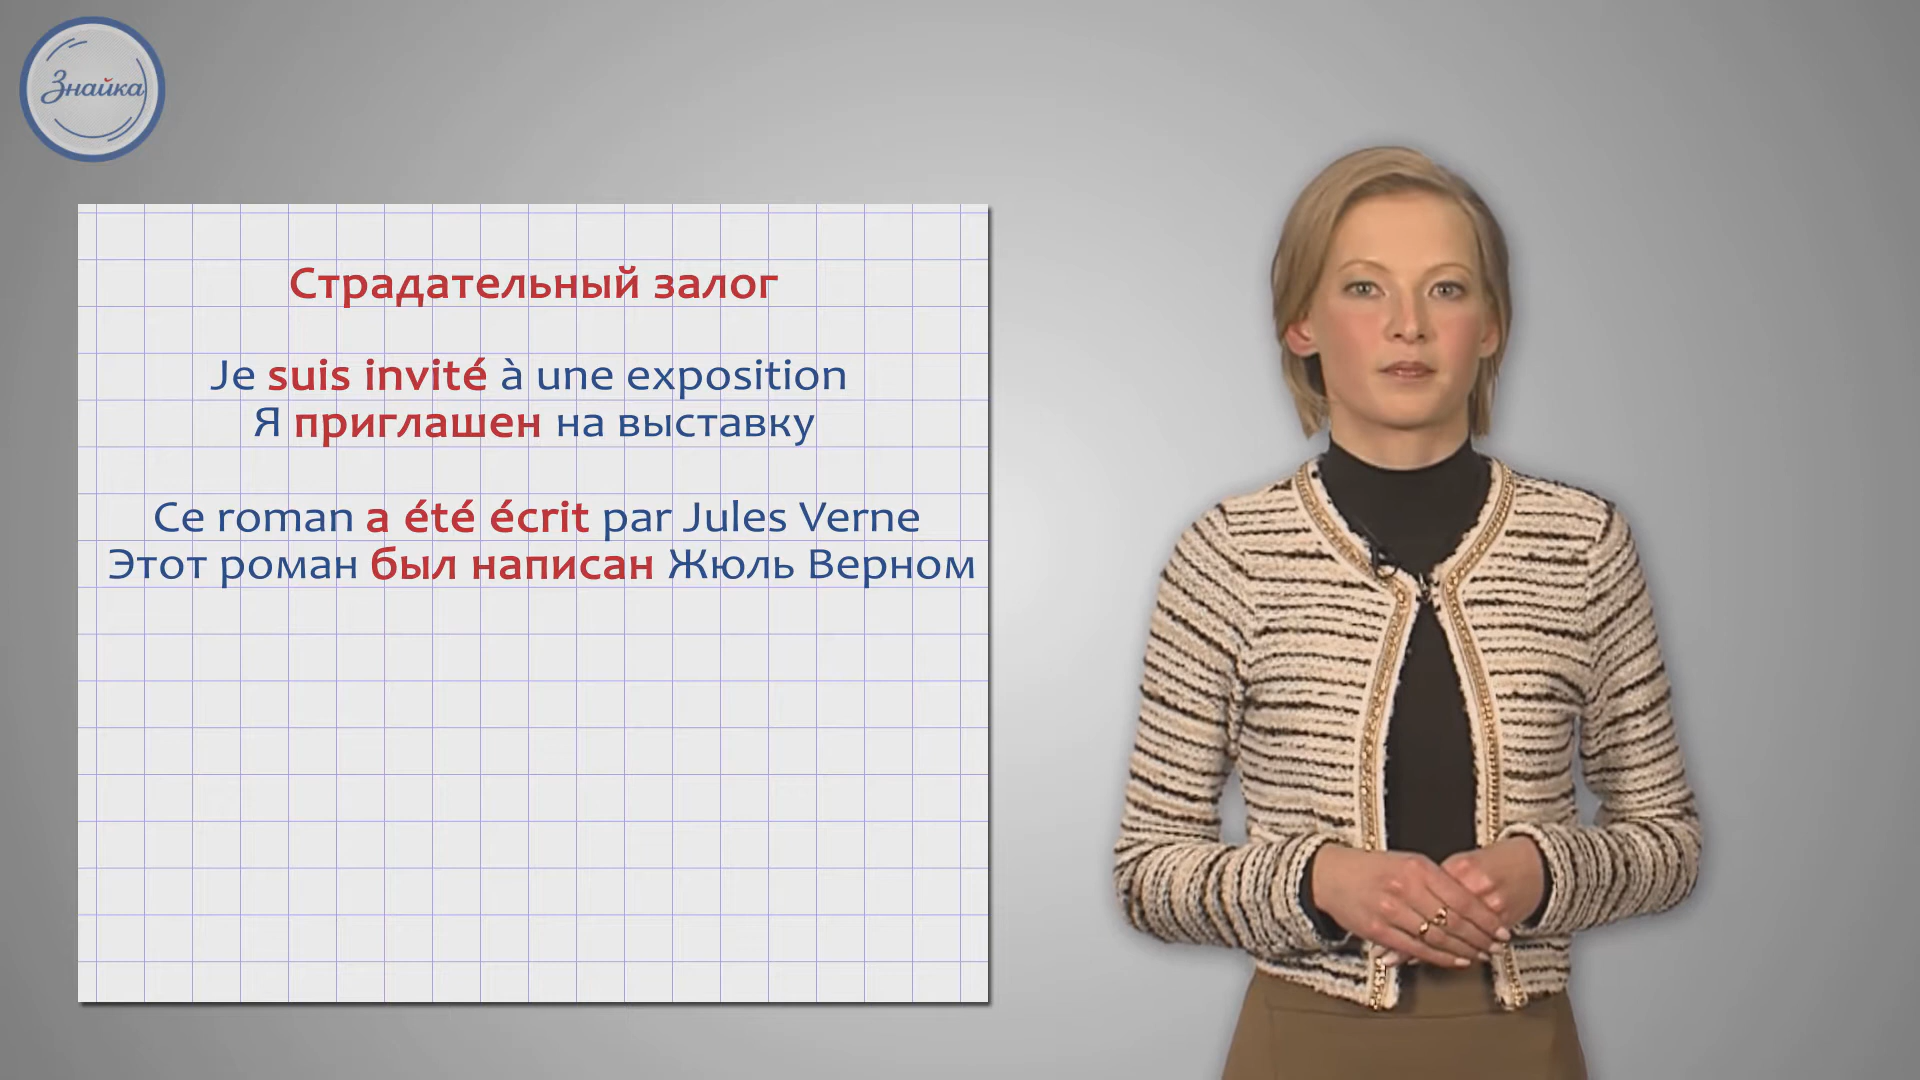 Знайка
Страдательный залог
Je suis invité à une exposition
Я приглашен на выставку
Ce roman a été écrit par Jules Verne
Этот роман был написан Жюль Верном